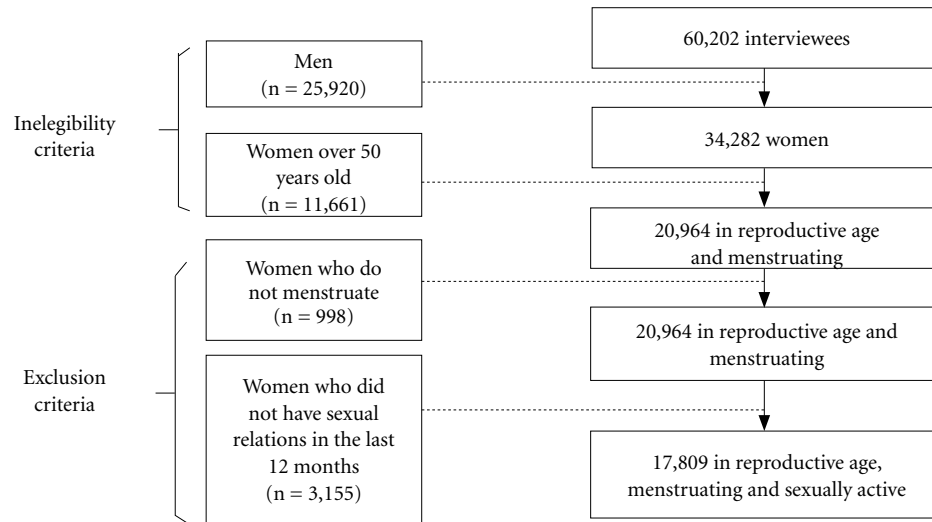 60,202 interviewees
Men
(n = 25,920)
Inelegibility
criteria
34,282 women
Women over 50
years old
(n = 11,661)
20,964 in reproductive age
and menstruating
Women who do
not menstruate
(n = 998)
20,964 in reproductive age and
menstruating
Exclusion
criteria
Women who did
not have sexual
relations in the last
12 months
(n = 3,155)
17,809 in reproductive age,
menstruating and sexually active